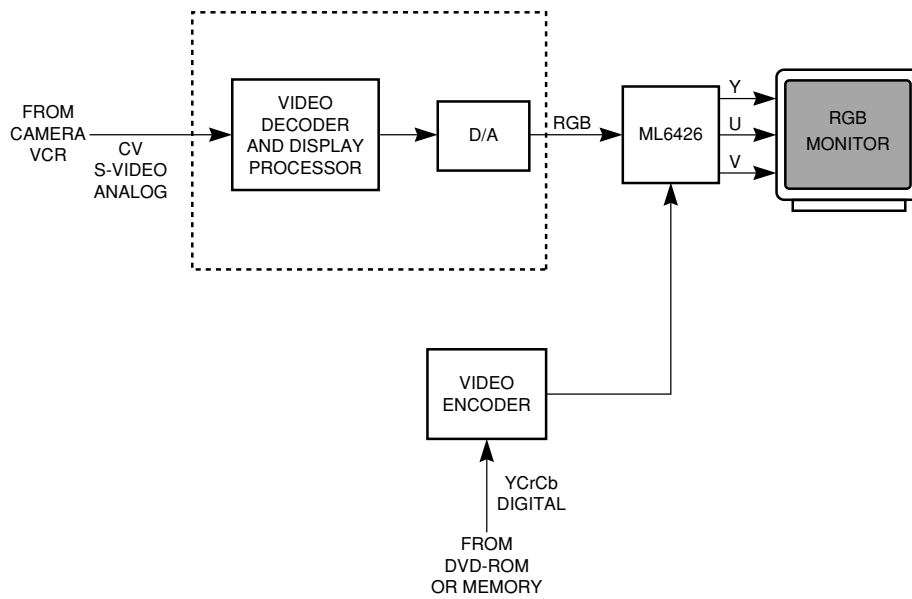 FROM
CAMERA
VCR
CV
S-VIDEO
ANALOG
VIDEO
DECODER
AND DISPLAY
PROCESSOR
D/A
RGB
ML6426
Y
U
V
RGB
MONITOR
VIDEO
ENCODER
YCrCb
DIGITAL
FROM
DVD-ROM
OR MEMORY